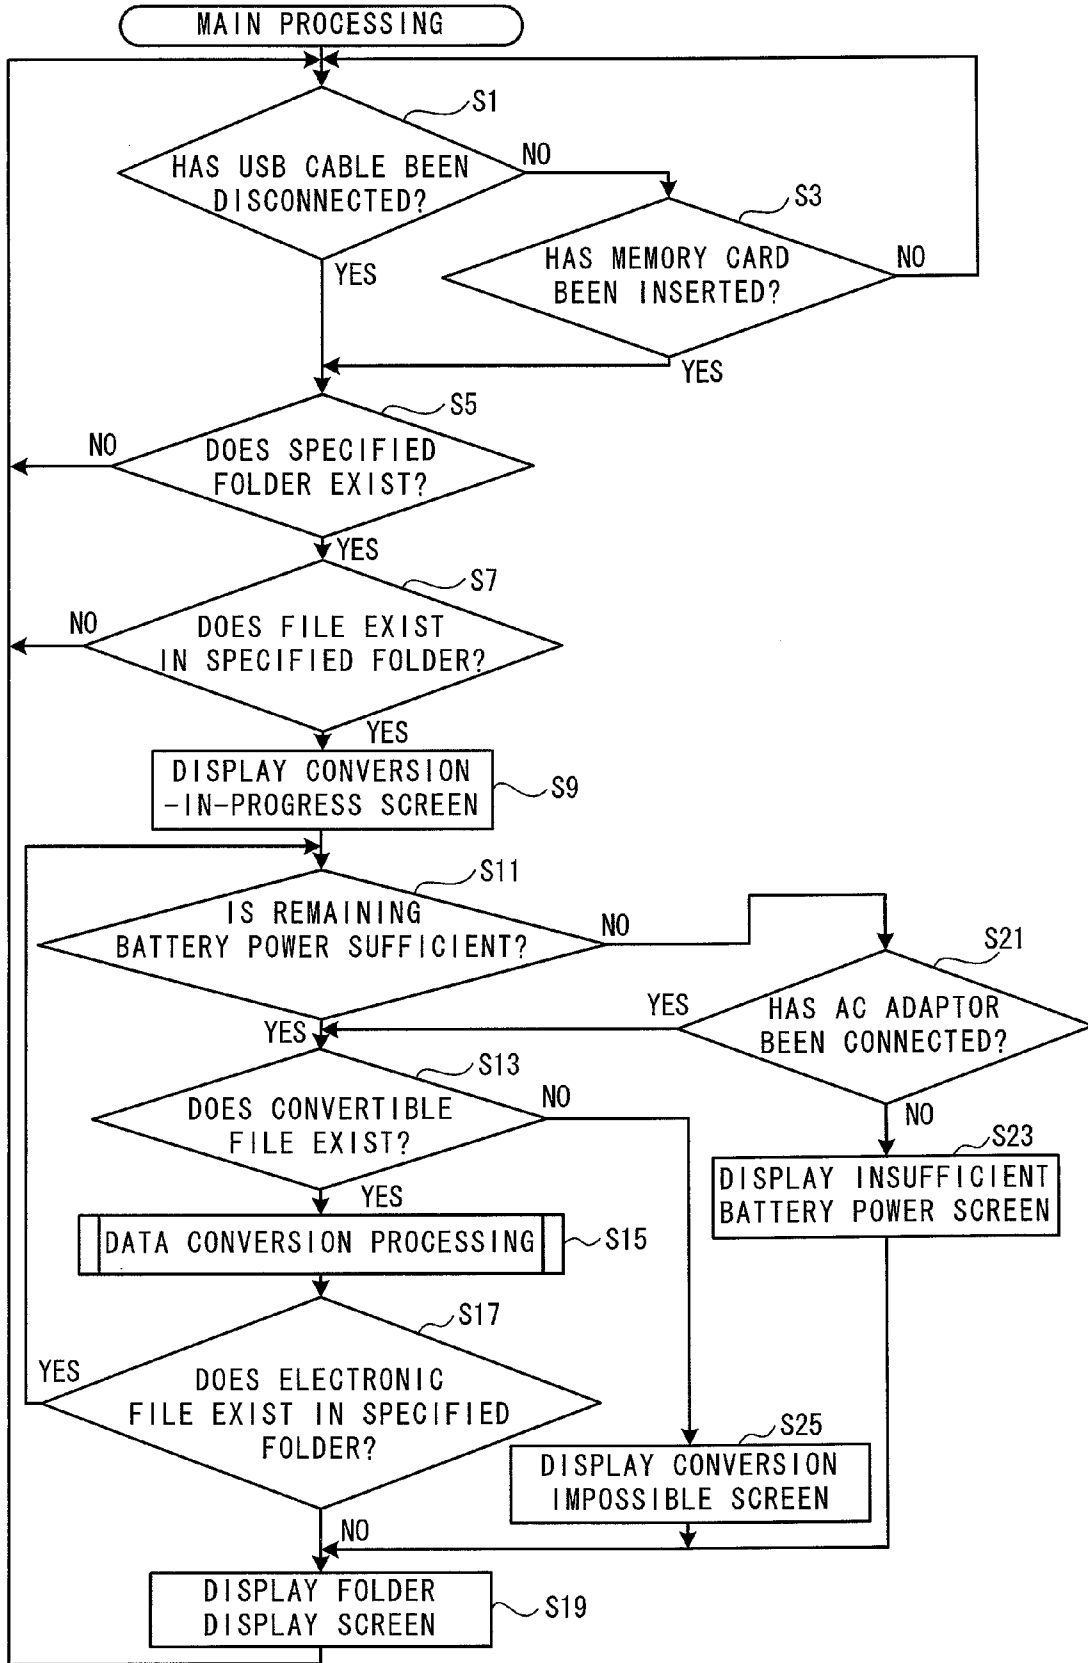 MAIN PROCESSING
S1
HAS USB CABLE BEEN
DISCONNECTED?
NO
YES
S3
HAS MEMORY CARD
BEEN INSERTED?
NO
YES
S5
DOES SPECIFIED
FOLDER EXIST?
NO
YES
S7
DOES FILE EXIST
IN SPECIFIED FOLDER?
NO
YES
DISPLAY CONVERSION
-IN-PROGRESS SCREEN
S9
S11
IS REMAINING
BATTERY POWER SUFFICIENT?
NO
YES
S21
HAS AC ADAPTOR
BEEN CONNECTED?
YES
NO
S13
DOES CONVERTIBLE
FILE EXIST?
NO
YES
S23
DISPLAY INSUFFICIENT
BATTERY POWER SCREEN
DATA CONVERSION PROCESSING
S15
S17
DOES ELECTRONIC
FILE EXIST IN SPECIFIED
FOLDER?
YES
NO
S25
DISPLAY CONVERSION
IMPOSSIBLE SCREEN
DISPLAY FOLDER
DISPLAY SCREEN
S19